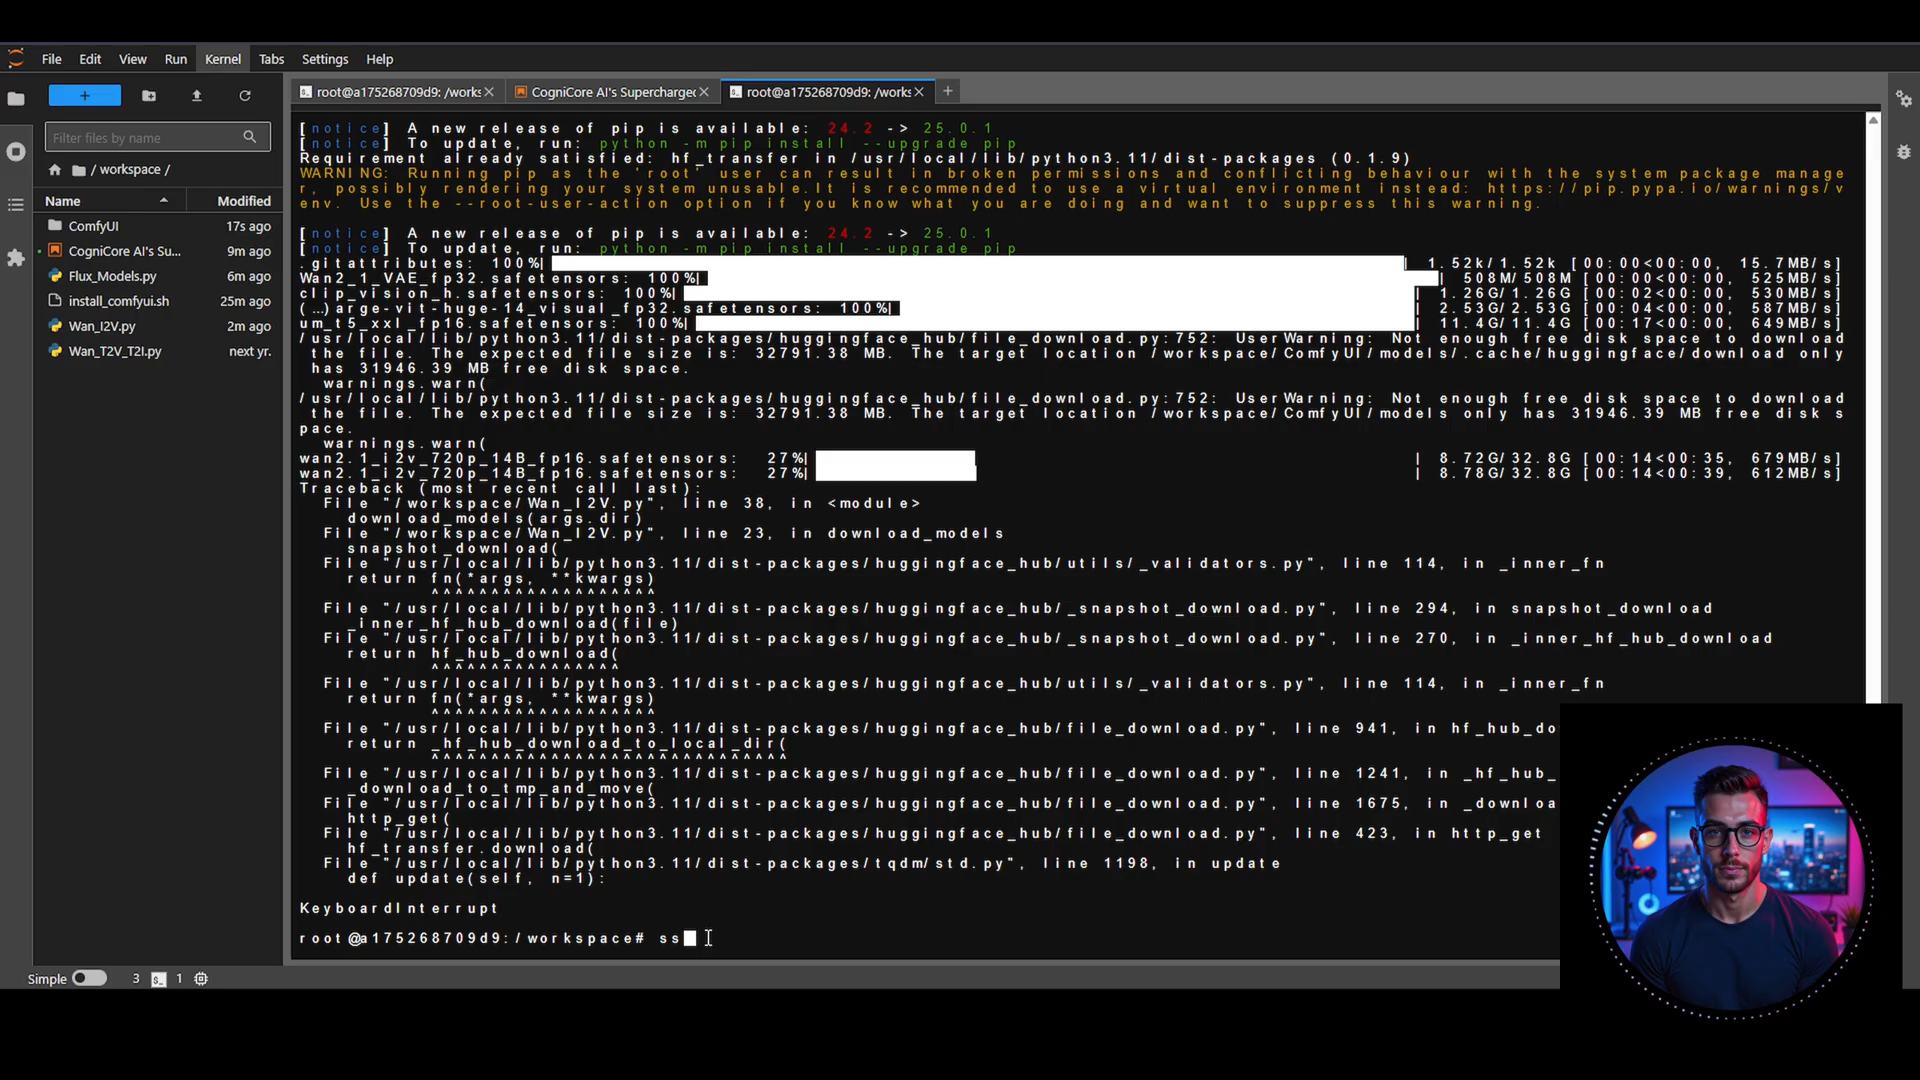 File Edit View Run Kernel Tabs Settings Help
root@a175268709d9: /works
CogniCore AI's Supercharged
root@a175268709d9: /works
Filter files by name
/ workspace /
Name Modified
ComfyUI 17s ago
CogniCore AI's Su... 9m ago
Flux_Models.py 6m ago
install_comfyui.sh 25m ago
Wan_I2V.py 2m ago
Wan_T2V_T2I.py next yr.
[notice] A new release of pip is available: 24.2 -> 25.0.1
[notice] To update, run: python -m pip install --upgrade pip
Requirement already satisfied: hf_transfer in /usr/local/lib/python3.11/dist-packages (0.1.9)
WARNING: Running pip as the 'root' user can result in broken permissions and conflicting behaviour with the system package manage
r, possibly rendering your system unusable.It is recommended to use a virtual environment instead: https://pip.pypa.io/warnings/v
env. Use the --root-user-action option if you know what you are doing and want to suppress this warning.
[notice] A new release of pip is available: 24.2 -> 25.0.1
[notice] To update, run: python -m pip install --upgrade pip
.gitattributes: 100%| | 1.52k/1.52k [00:00<00:00, 15.7MB/s]
Wan2_1_VAE_fp32.safetensors: 100%| | 508M/508M [00:00<00:00, 525MB/s]
clip_vision_h.safetensors: 100%| | 1.26G/1.26G [00:02<00:00, 530MB/s]
(…)arge-vit-huge-14_visual_fp32.safetensors: 100%| | 2.53G/2.53G [00:04<00:00, 587MB/s]
um_t5_xxl_fp16.safetensors: 100%| | 11.4G/11.4G [00:17<00:00, 649MB/s]
/usr/local/lib/python3.11/dist-packages/huggingface_hub/file_download.py:752: UserWarning: Not enough free disk space to download
the file. The expected file size is: 32791.38 MB. The target location /workspace/ComfyUI/models/.cache/huggingface/download only
has 31946.39 MB free disk space.
warnings.warn(
/usr/local/lib/python3.11/dist-packages/huggingface_hub/file_download.py:752: UserWarning: Not enough free disk space to download
the file. The expected file size is: 32791.38 MB. The target location /workspace/ComfyUI/models only has 31946.39 MB free disk s
pace.
warnings.warn(
wan2.1_i2v_720p_14B_fp16.safetensors: 27%| | 8.72G/32.8G [00:14<00:35, 679MB/s]
wan2.1_i2v_720p_14B_fp16.safetensors: 27%| | 8.78G/32.8G [00:14<00:39, 612MB/s]
Traceback (most recent call last):
File "/workspace/Wan_I2V.py", line 38, in <module>
download_models(args.dir)
File "/workspace/Wan_I2V.py", line 23, in download_models
snapshot_download(
File "/usr/local/lib/python3.11/dist-packages/huggingface_hub/utils/_validators.py", line 114, in _inner_fn
return fn(*args, **kwargs)
^^^^^^^^^^^^^^^^^^^
File "/usr/local/lib/python3.11/dist-packages/huggingface_hub/_snapshot_download.py", line 294, in snapshot_download
_inner_hf_hub_download(file)
File "/usr/local/lib/python3.11/dist-packages/huggingface_hub/_snapshot_download.py", line 270, in _inner_hf_hub_download
return hf_hub_download(
^^^^^^^^^^^^^^^^
File "/usr/local/lib/python3.11/dist-packages/huggingface_hub/utils/_validators.py", line 114, in _inner_fn
return fn(*args, **kwargs)
^^^^^^^^^^^^^^^^^^^
File "/usr/local/lib/python3.11/dist-packages/huggingface_hub/file_download.py", line 941, in hf_hub_do
return _hf_hub_download_to_local_dir(
^^^^^^^^^^^^^^^^^^^^^^^^^^^^^^
File "/usr/local/lib/python3.11/dist-packages/huggingface_hub/file_download.py", line 1241, in _hf_hub_
_download_to_tmp_and_move(
File "/usr/local/lib/python3.11/dist-packages/huggingface_hub/file_download.py", line 1675, in _downloa
http_get(
File "/usr/local/lib/python3.11/dist-packages/huggingface_hub/file_download.py", line 423, in http_get
hf_transfer.download(
File "/usr/local/lib/python3.11/dist-packages/tqdm/std.py", line 1198, in update
def update(self, n=1):
KeyboardInterrupt
root@a175268709d9:/workspace# ss
Simple 3 1